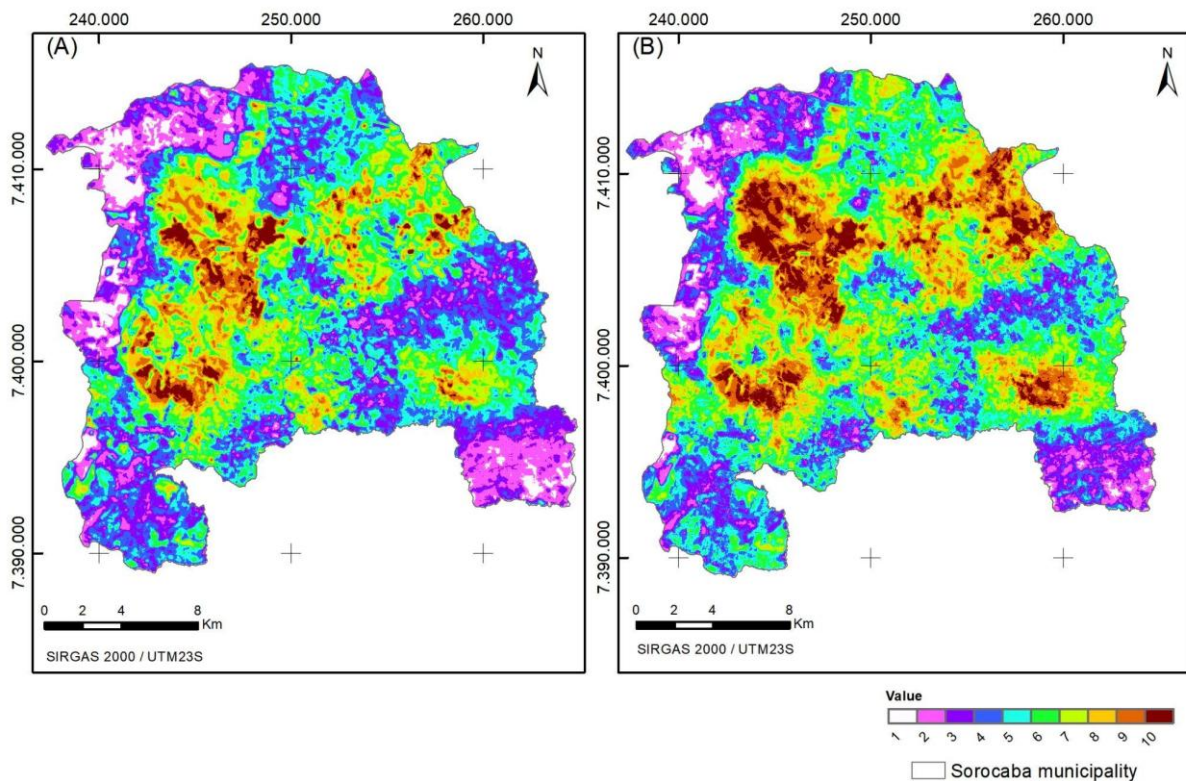 240.000 250.000 260.000 240.000 250.000 260.000
(A) (B)
N N
7.410.000 7.410.000
7.400.000 7.400.000
7.390.000 7.390.000
0 2 4 8 0 2 4 8
Km Km
SIRGAS 2000 / UTM23S SIRGAS 2000 / UTM23S
Value
1 2 3 4 5 6 7 8 9 10
Sorocaba municipality